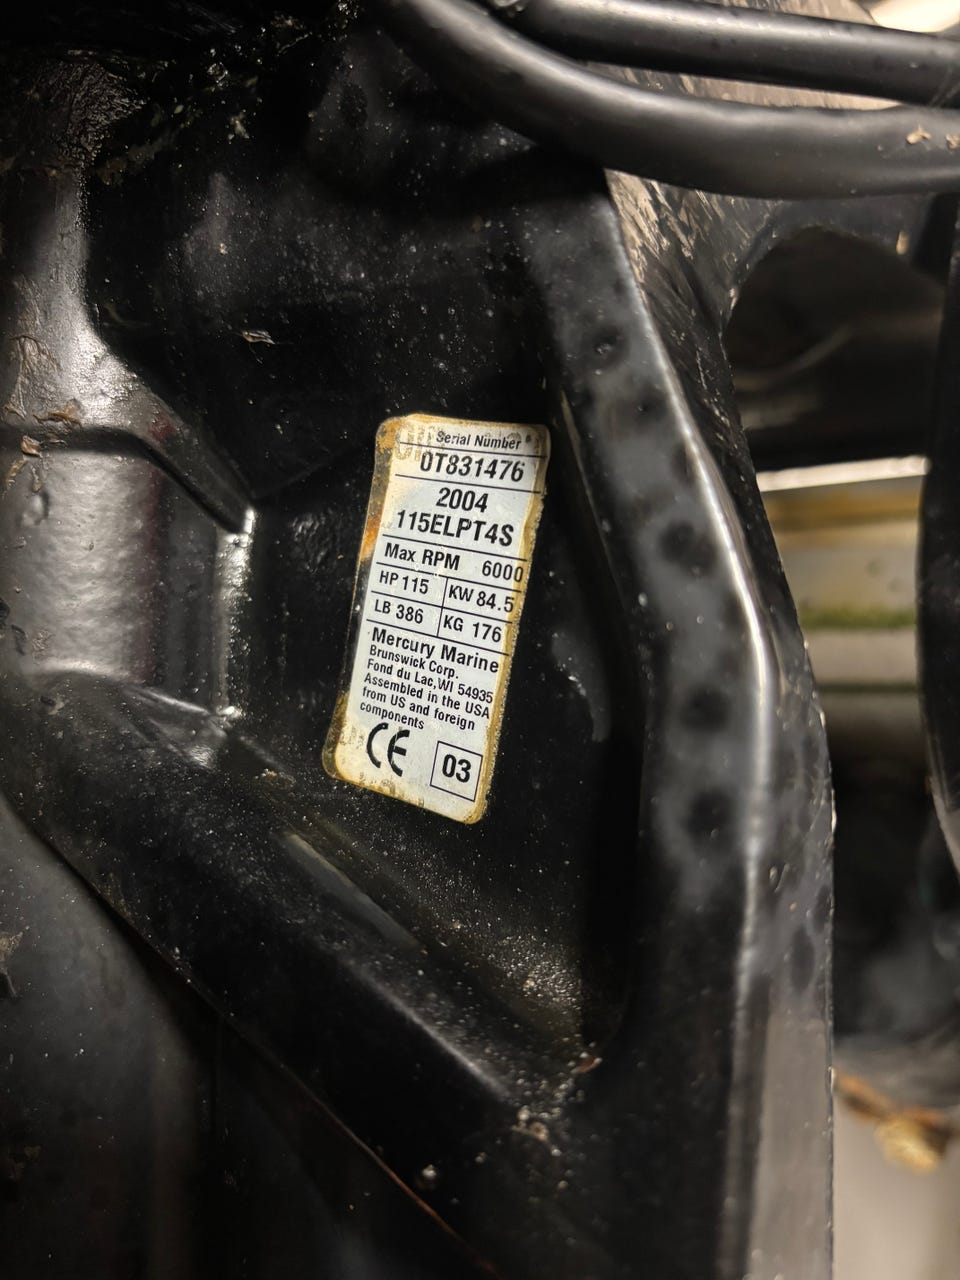 Serial Number
0T831476
2004
115ELPT4S
Max RPM 6000
HP 115 KW 84.5
LB 386 KG 176
Mercury Marine
Brunswick Corp.
Fond du Lac,WI 54935
Assembled in the USA
from US and foreign
components
CE 03